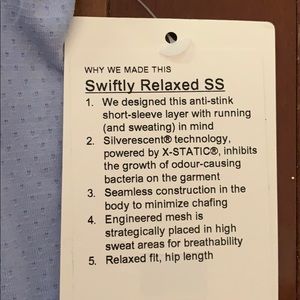 WHY WE MADE THIS
Swiftly Relaxed SS
1. We designed this anti-stink
short-sleeve layer with running
(and sweating) in mind
2. Silverescent® technology,
powered by X-STATIC®, inhibits
the growth of odour-causing
bacteria on the garment
3. Seamless construction in the
body to minimize chafing
4. Engineered mesh is
strategically placed in high
sweat areas for breathability
5. Relaxed fit, hip length